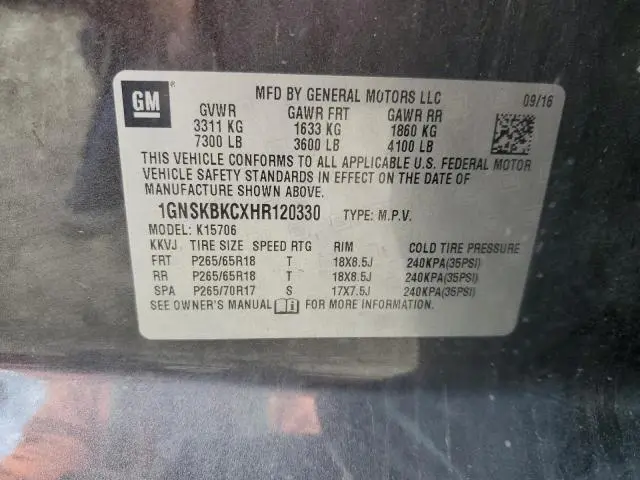 GM
MFD BY GENERAL MOTORS LLC 09/16
GVWR GAWR FRT GAWR RR
3311 KG 1633 KG 1860 KG
7300 LB 3600 LB 4100 LB
THIS VEHICLE CONFORMS TO ALL APPLICABLE U.S. FEDERAL MOTOR
VEHICLE SAFETY STANDARDS IN EFFECT ON THE DATE OF
MANUFACTURE SHOWN ABOVE.
1GNSKBKCXHR120330 TYPE: M.P.V.
MODEL: K15706
KKVJ TIRE SIZE SPEED RTG RIM COLD TIRE PRESSURE
FRT P265/65R18 T 18X8.5J 240KPA(35PSI)
RR P265/65R18 T 18X8.5J 240KPA(35PSI)
SPA P265/70R17 S 17X7.5J 240KPA(35PSI)
SEE OWNER'S MANUAL FOR MORE INFORMATION.